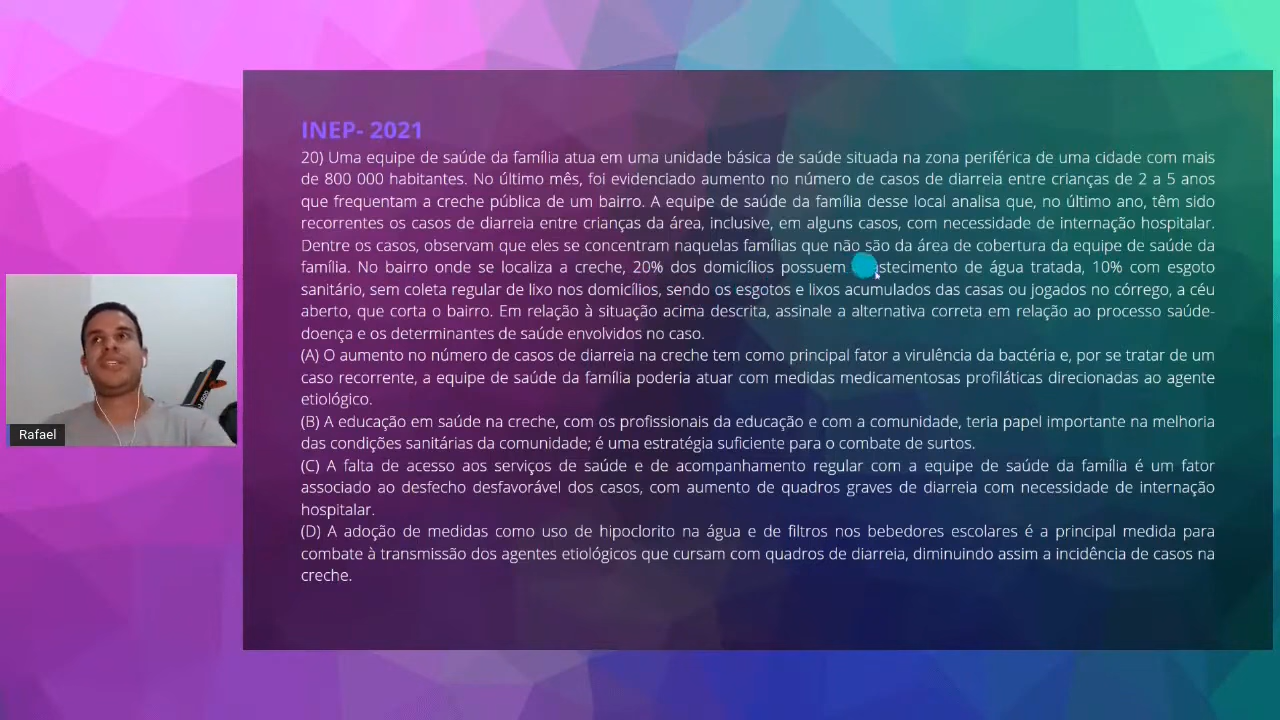 INEP- 2021
20) Uma equipe de saúde da família atua em uma unidade básica de saúde situada na zona periférica de uma cidade com mais
de 800 000 habitantes. No último mês, foi evidenciado aumento no número de casos de diarreia entre crianças de 2 a 5 anos
que frequentam a creche pública de um bairro. A equipe de saúde da família desse local analisa que, no último ano, têm sido
recorrentes os casos de diarreia entre crianças da área, inclusive, em alguns casos, com necessidade de internação hospitalar.
Dentre os casos, observam que eles se concentram naquelas famílias que não são da área de cobertura da equipe de saúde da
família. No bairro onde se localiza a creche, 20% dos domicílios possuem de água tratada, 10% com esgoto
sanitário, sem coleta regular de lixo nos domicílios, sendo os esgotos e lixos acumulados das casas ou jogados no córrego, a céu
aberto, que corta o bairro. Em relação à situação acima descrita, assinale a alternativa correta em relação ao processo saúde-
doença e os determinantes de saúde envolvidos no caso.
(A) O aumento no número de casos de diarreia na creche tem como principal fator a virulência da bactéria e, por se tratar de um
caso recorrente, a equipe de saúde da família poderia atuar com medidas medicamentosas profiláticas direcionadas ao agente
etiológico.
(B) A educação em saúde na creche, com os profissionais da educação e com a comunidade, teria papel importante na melhoria
das condições sanitárias da comunidade; é uma estratégia suficiente para o combate de surtos.
(C) A falta de acesso aos serviços de saúde e de acompanhamento regular com a equipe de saúde da família é um fator
associado ao desfecho desfavorável dos casos, com aumento de quadros graves de diarreia com necessidade de internação
hospitalar.
(D) A adoção de medidas como uso de hipoclorito na água e de filtros nos bebedores escolares é a principal medida para
combate à transmissão dos agentes etiológicos que cursam com quadros de diarreia, diminuindo assim a incidência de casos na
creche.
Rafael